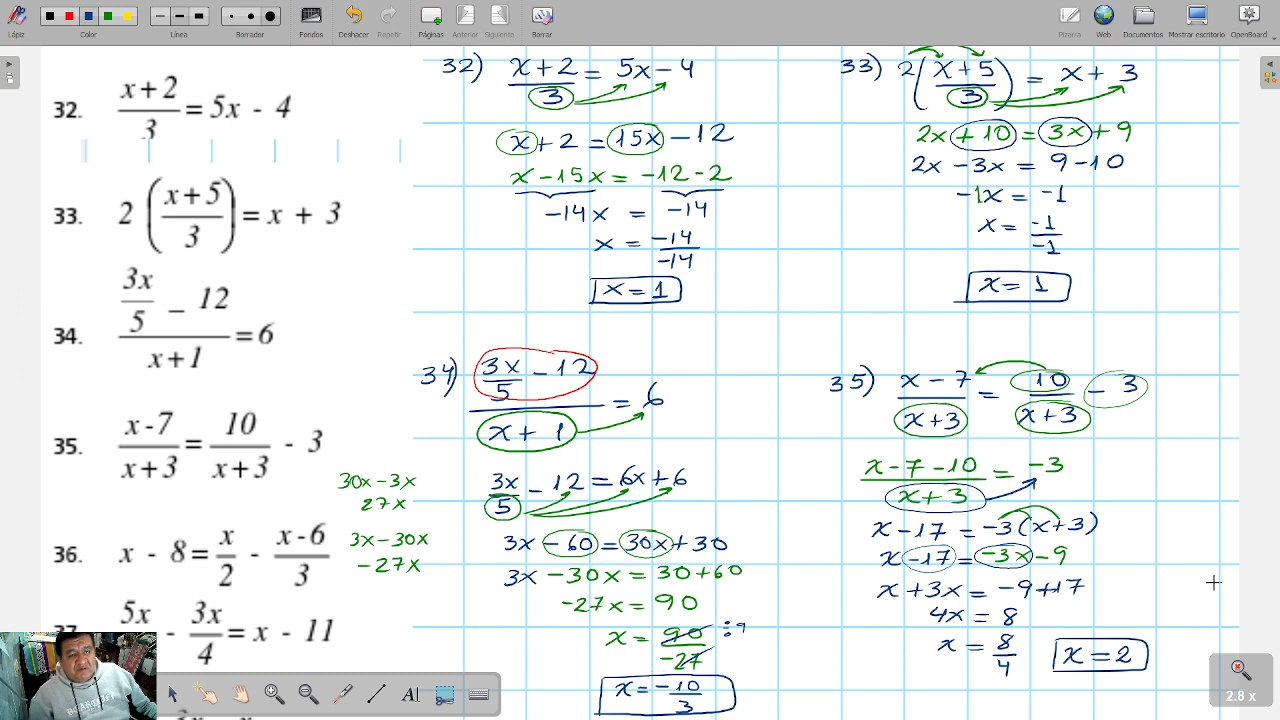 Lápiz Color Línea Borrador Fondos Deshacer Repetir Páginas Anterior Siguiente Borrar Pizarra Web Documentos Mostrar escritorio OpenBoard
32. (x+2)/3 = 5x - 4
33. 2((x+5)/3) = x + 3
34. (3x/5 - 12)/(x+1) = 6
35. (x-7)/(x+3) = 10/(x+3) - 3
36. x - 8 = x/2 - (x-6)/3
5x - 3x/4 = x - 11
30x - 3x
27x
3x - 30x
-27x
32) (x+2)/3 = 5x - 4
x + 2 = 15x - 12
x - 15x = -12 - 2
-14x = -14
x = -14/-14
x = 1
33) 2((x+5)/3) = x + 3
2x + 10 = 3x + 9
2x - 3x = 9 - 10
-1x = -1
x = -1/-1
x = 1
34) (3x/5 - 12)/(x + 1) = 6
3x/5 - 12 = 6x + 6
3x - 60 = 30x + 30
3x - 30x = 30 + 60
-27x = 90
x = 90/-27 ÷9
x = -10/3
35) (x - 7)/(x+3) = 10/(x+3) - 3
(x - 7 - 10)/(x+3) = -3
x - 17 = -3(x+3)
x - 17 = -3x - 9
x + 3x = -9 + 17
4x = 8
x = 8/4
x = 2
2.8 x